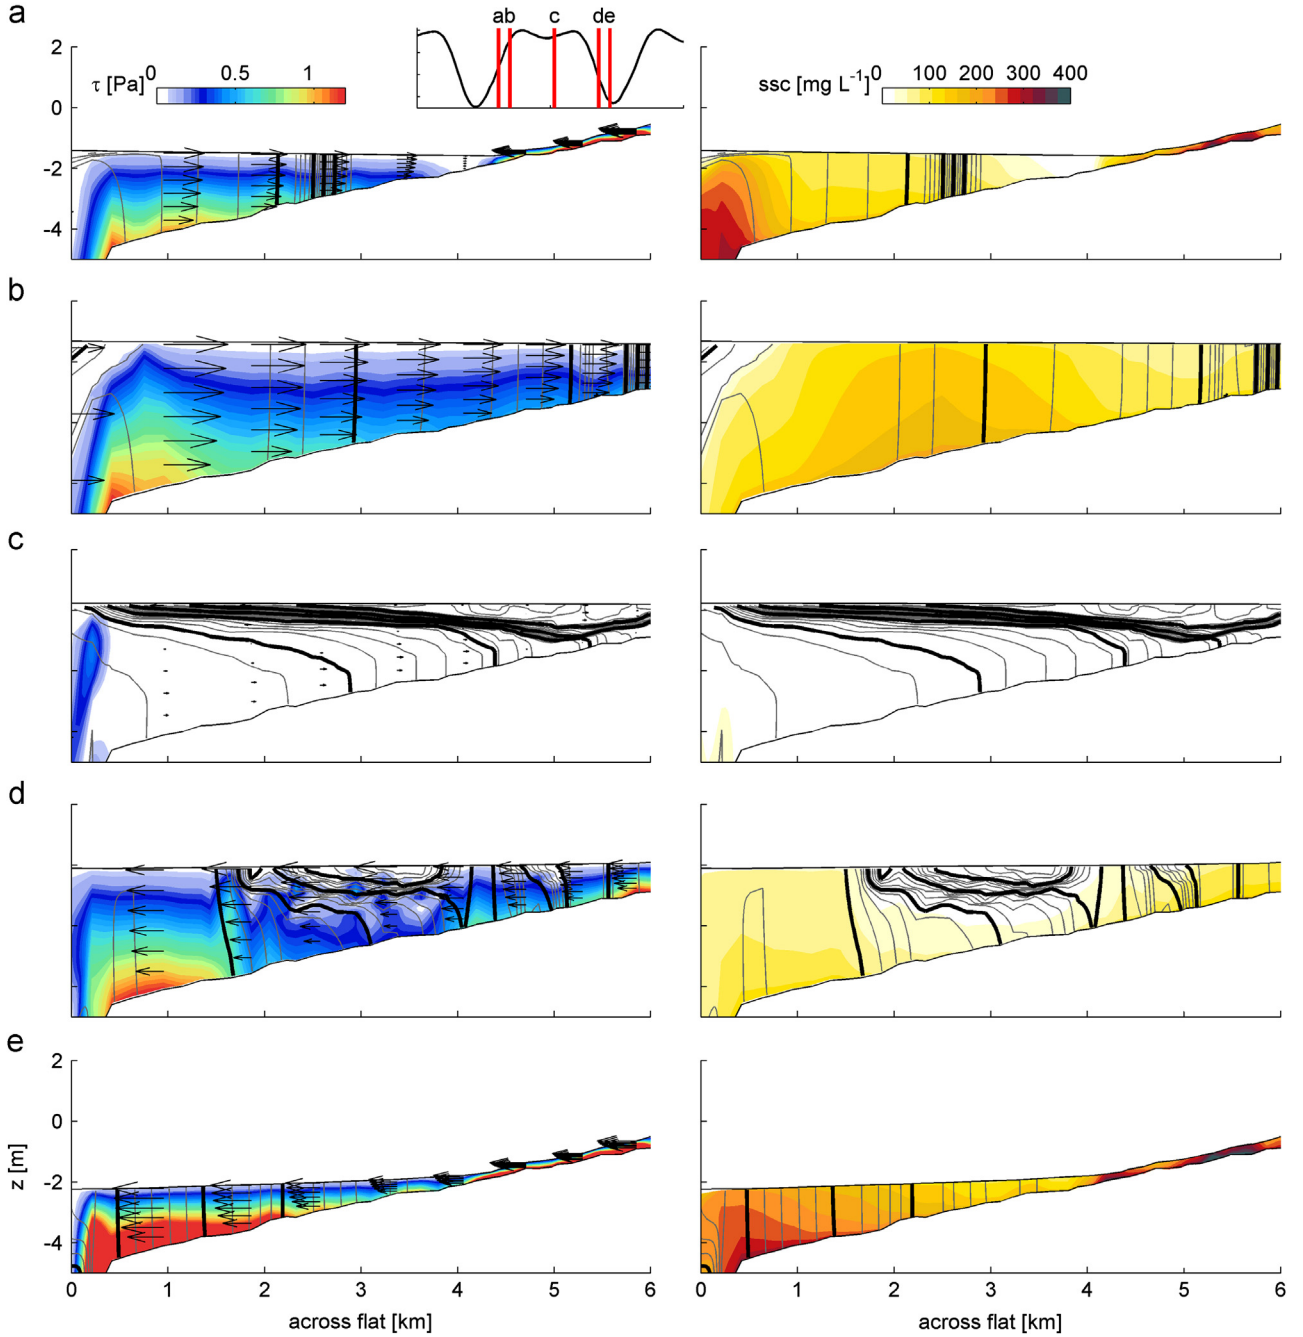 a
ab c de
τ [Pa] 0 0.5 1
ssc [mg L⁻¹] 0 100 200 300 400
2
0
-2
-4
b
c
d
e
2
0
-2
-4
z [m]
0 1 2 3 4 5 6
0 1 2 3 4 5 6
across flat [km]
across flat [km]